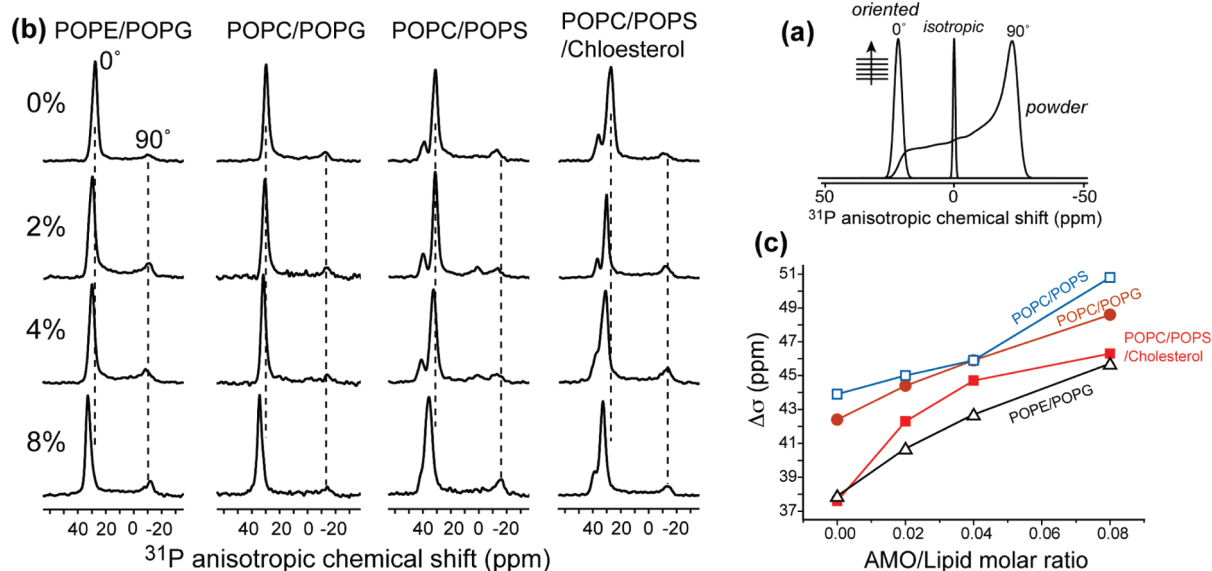 (b) POPE/POPG POPC/POPG POPC/POPS POPC/POPS
/Chloesterol
0°
90°
0%
2%
4%
8%
40 20 0 -20 40 20 0 -20 40 20 0 -20 40 20 0 -20
31P anisotropic chemical shift (ppm)
(a)
oriented
0° isotropic 90°
powder
50 0 -50
31P anisotropic chemical shift (ppm)
(c)
51
49
47
45
43
41
39
37
Δσ (ppm)
POPC/POPS
POPC/POPG
POPC/POPS
/Cholesterol
POPE/POPG
0.00 0.02 0.04 0.06 0.08
AMO/Lipid molar ratio